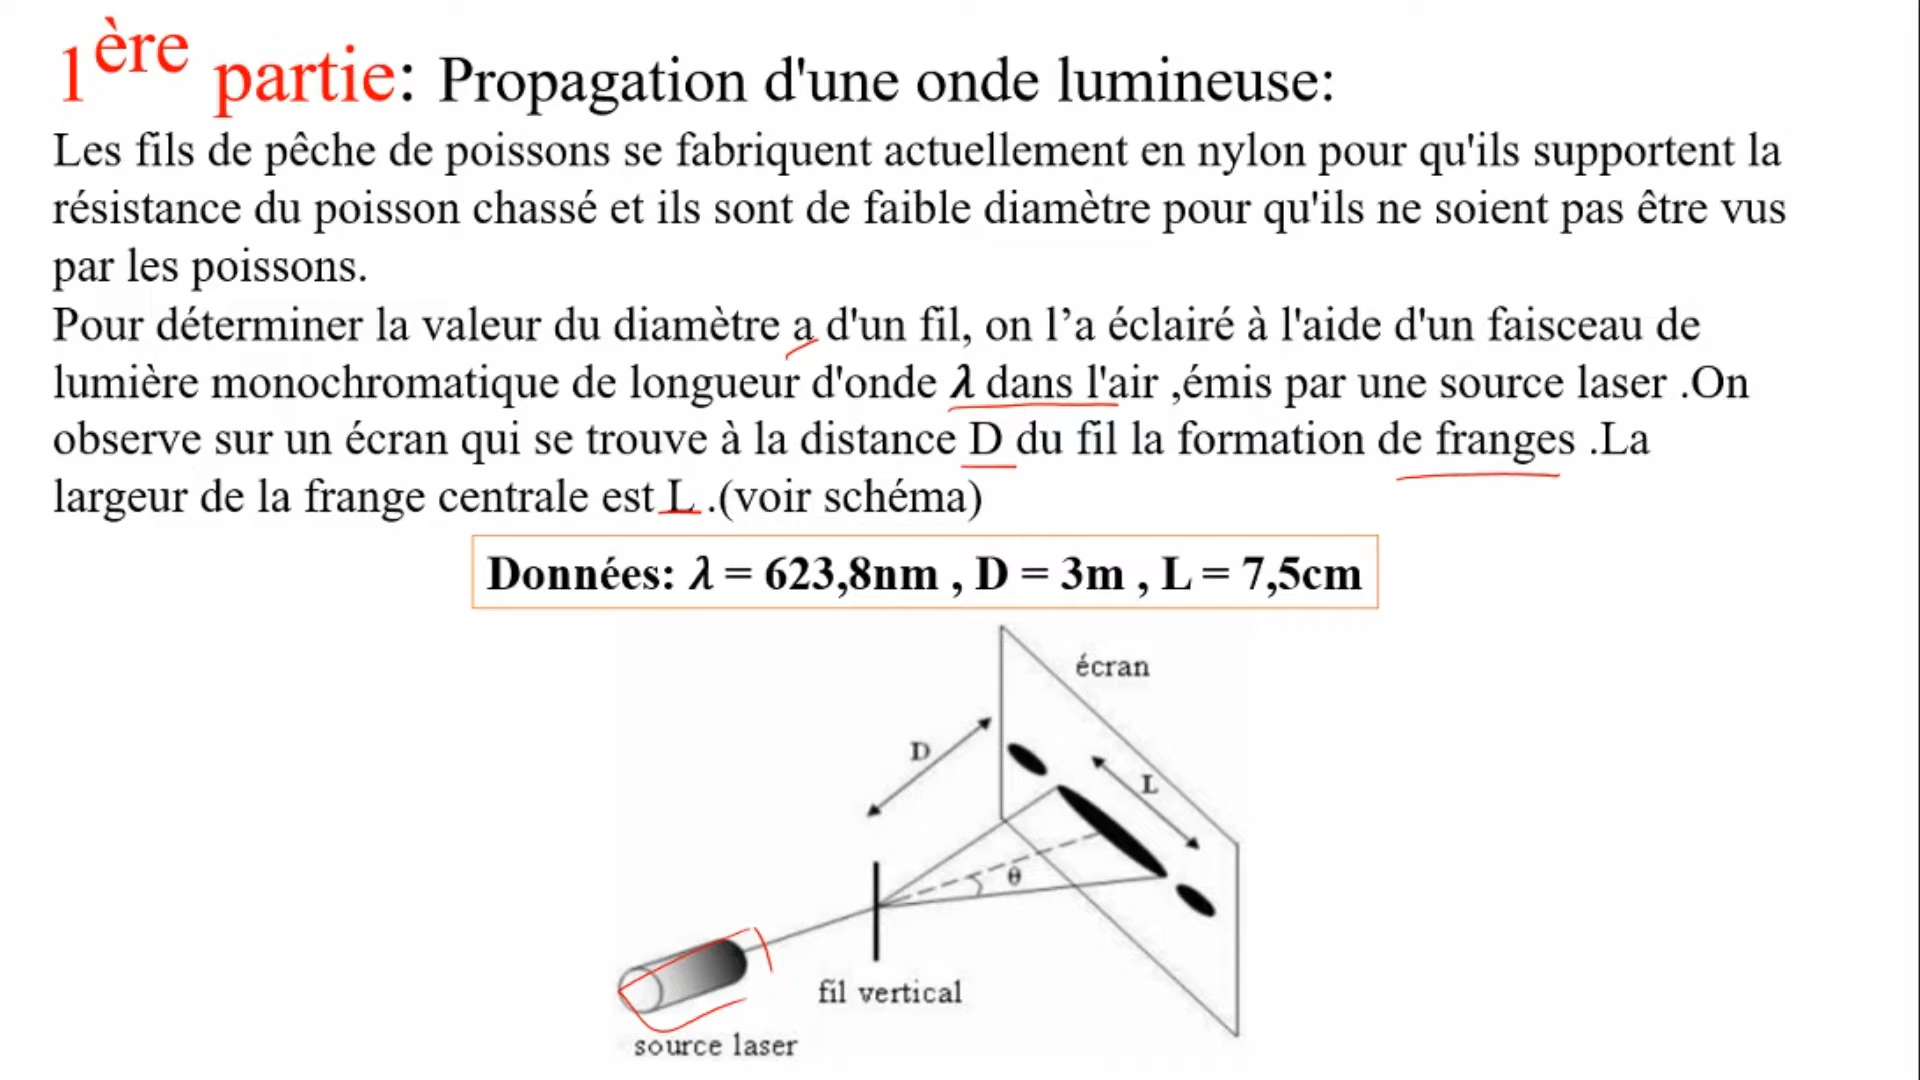 1ère partie: Propagation d'une onde lumineuse:
Les fils de pêche de poissons se fabriquent actuellement en nylon pour qu'ils supportent la
résistance du poisson chassé et ils sont de faible diamètre pour qu'ils ne soient pas être vus
par les poissons.
Pour déterminer la valeur du diamètre a d'un fil, on l’a éclairé à l'aide d'un faisceau de
lumière monochromatique de longueur d'onde λ dans l'air ,émis par une source laser .On
observe sur un écran qui se trouve à la distance D du fil la formation de franges .La
largeur de la frange centrale est L .(voir schéma)
Données: λ = 623,8nm , D = 3m , L = 7,5cm
écran
D
L
θ
fil vertical
source laser